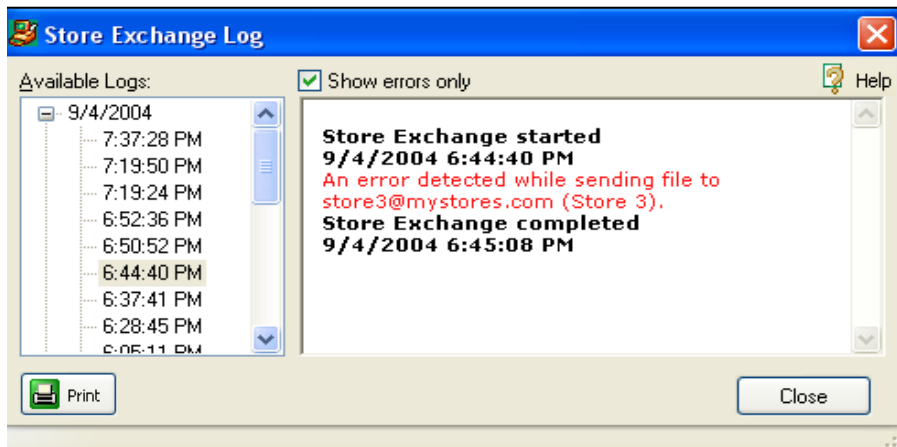 Store Exchange Log
Available Logs:
Show errors only
Help
9/4/2004
7:37:28 PM
7:19:50 PM
7:19:24 PM
6:52:36 PM
6:50:52 PM
6:44:40 PM
6:37:41 PM
6:28:45 PM
6:05:11 PM
Store Exchange started
9/4/2004 6:44:40 PM
An error detected while sending file to
store3@mystores.com (Store 3).
Store Exchange completed
9/4/2004 6:45:08 PM
Print
Close